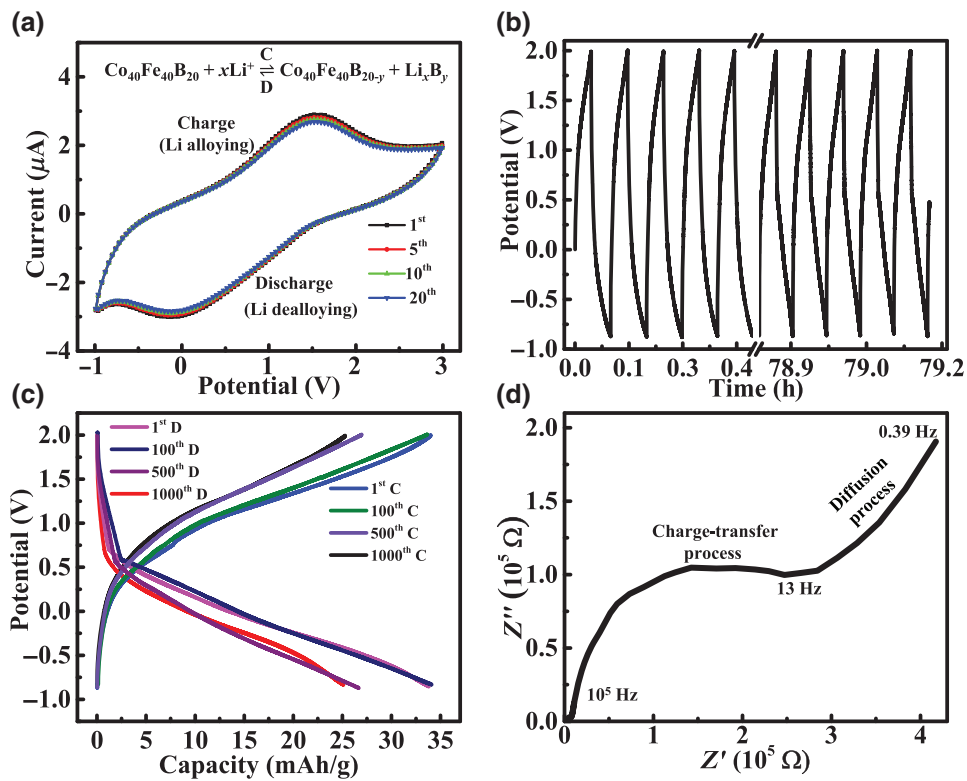 (a)
Co₄₀Fe₄₀B₂₀ + xLi⁺ C ⇌ D Co₄₀Fe₄₀B₂₀₋y + LiₓBy
Charge
(Li alloying)
1st
5th
10th
20th
Discharge
(Li dealloying)
4
2
0
−2
−4
Current (μA)
−1
0
1
2
3
Potential (V)
(b)
2.0
1.5
1.0
0.5
0.0
−0.5
−1.0
Potential (V)
0.0
0.1
0.3
0.4
78.9
79.0
79.2
Time (h)
(c)
1st D
100th D
500th D
1000th D
1st C
100th C
500th C
1000th C
2.0
1.5
1.0
0.5
0.0
−0.5
−1.0
Potential (V)
0
5
10
15
20
25
30
35
Capacity (mAh/g)
(d)
0.39 Hz
Diffusion
process
Charge-transfer
process
13 Hz
10⁵ Hz
2.0
1.5
1.0
0.5
0.0
Z'' (10⁵ Ω)
0
1
2
3
4
Z' (10⁵ Ω)